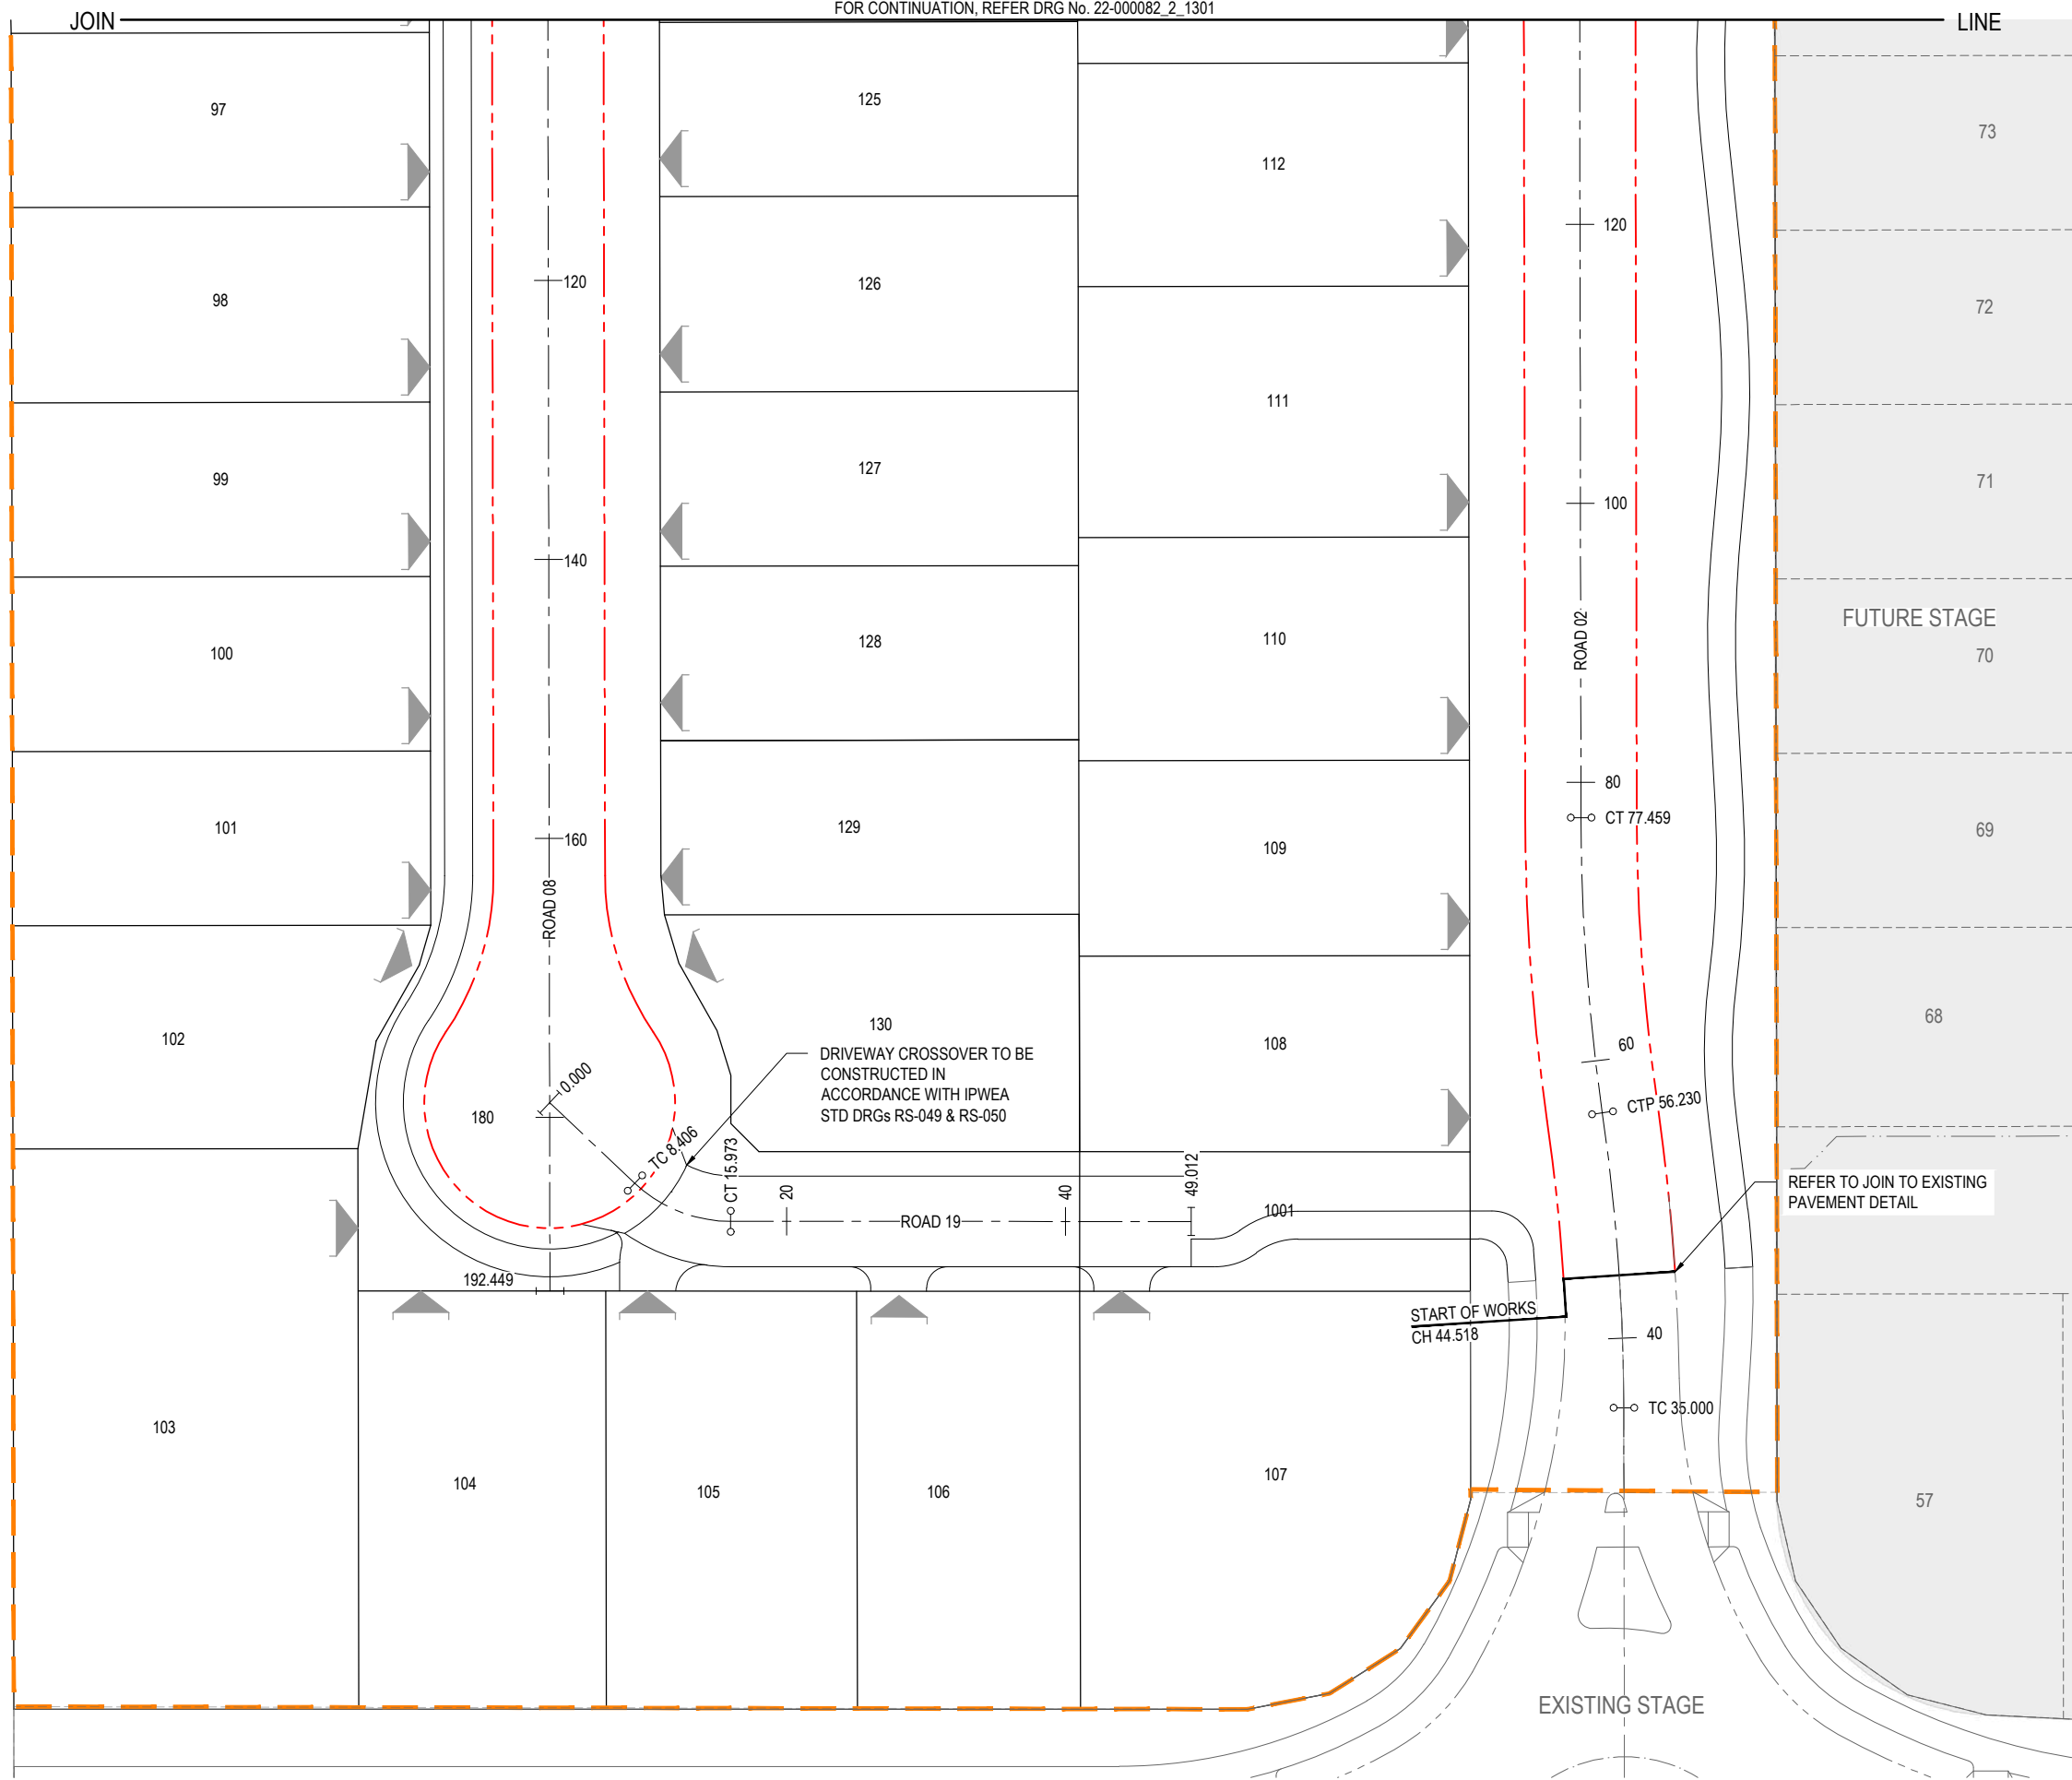 FOR CONTINUATION, REFER DRG No. 22-000082_2_1301
JOIN
LINE
97
125
73
112
120
98
126
120
72
99
127
111
100
71
140
ROAD 02
FUTURE STAGE
100
128
110
70
80
CT 77.459
101
129
160
109
69
ROAD 08
102
130
108
68
60
DRIVEWAY CROSSOVER TO BE
CONSTRUCTED IN
ACCORDANCE WITH IPWEA
STD DRGs RS-049 & RS-050
0.000
180
CTP 56.230
TC 8.406
CT 15.973
20
40
49.012
REFER TO JOIN TO EXISTING
PAVEMENT DETAIL
ROAD 19
1001
192.449
START OF WORKS
CH 44.518
40
TC 35.000
103
104
105
106
107
57
EXISTING STAGE